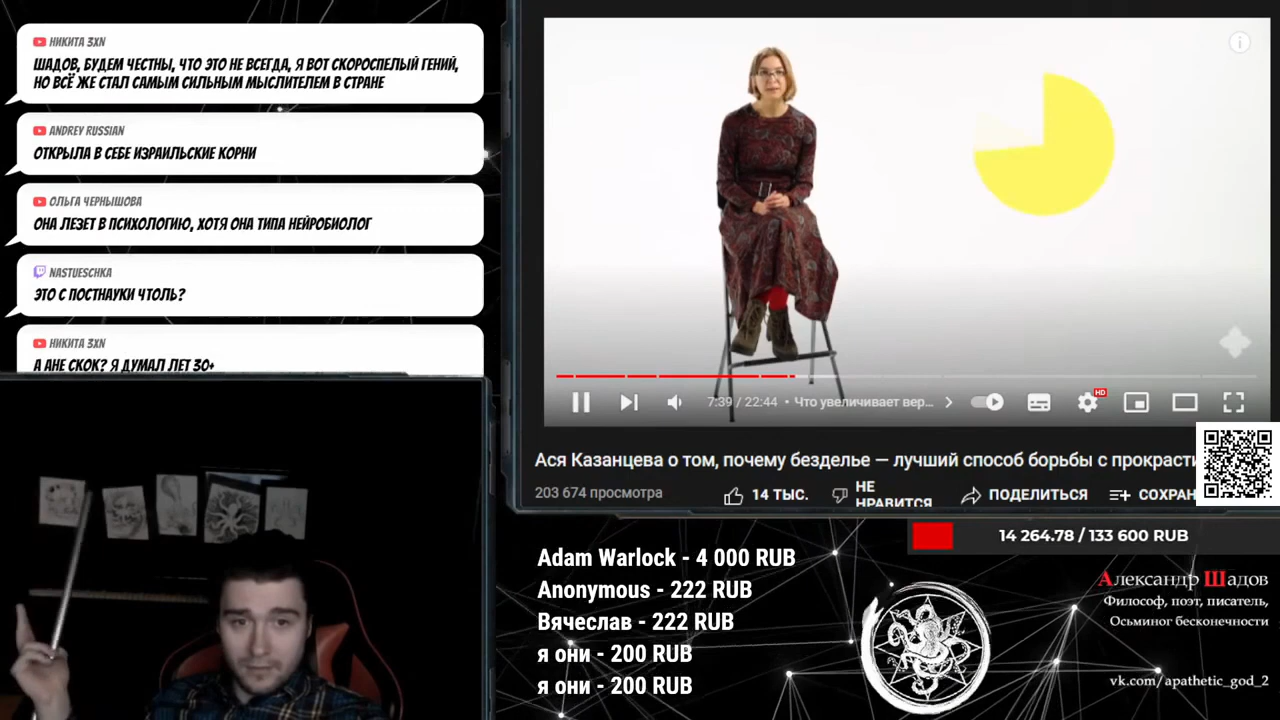 НИКИТА 3XN
ШАДОВ, БУДЕМ ЧЕСТНЫ, ЧТО ЭТО НЕ ВСЕГДА, Я ВОТ СКОРОСПЕЛЫЙ ГЕНИЙ,
НО ВСЁ ЖЕ СТАЛ САМЫМ СИЛЬНЫМ МЫСЛИТЕЛЕМ В СТРАНЕ
ANDREY RUSSIAN
ОТКРЫЛА В СЕБЕ ИЗРАИЛЬСКИЕ КОРНИ
ОЛЬГА ЧЕРНЫШОВА
ОНА ЛЕЗЕТ В ПСИХОЛОГИЮ, ХОТЯ ОНА ТИПА НЕЙРОБИОЛОГ
NASTUESCHKA
ЭТО С ПОСТНАУКИ ЧТОЛЬ?
НИКИТА 3XN
А АНЕ СКОК? Я ДУМАЛ ЛЕТ 30+
7:39 / 22:44 • Что увеличивает вер...
HD
Ася Казанцева о том, почему безделье — лучший способ борьбы с прокрасти
203 674 просмотра
14 ТЫС.
НЕ НРАВИТСЯ
ПОДЕЛИТЬСЯ
СОХРАН
14 264.78 / 133 600 RUB
Adam Warlock - 4 000 RUB
Anonymous - 222 RUB
Вячеслав - 222 RUB
я они - 200 RUB
я они - 200 RUB
Александр Шадов
Философ, поэт, писатель,
Осьминог бесконечности
vk.com/apathetic_god_2